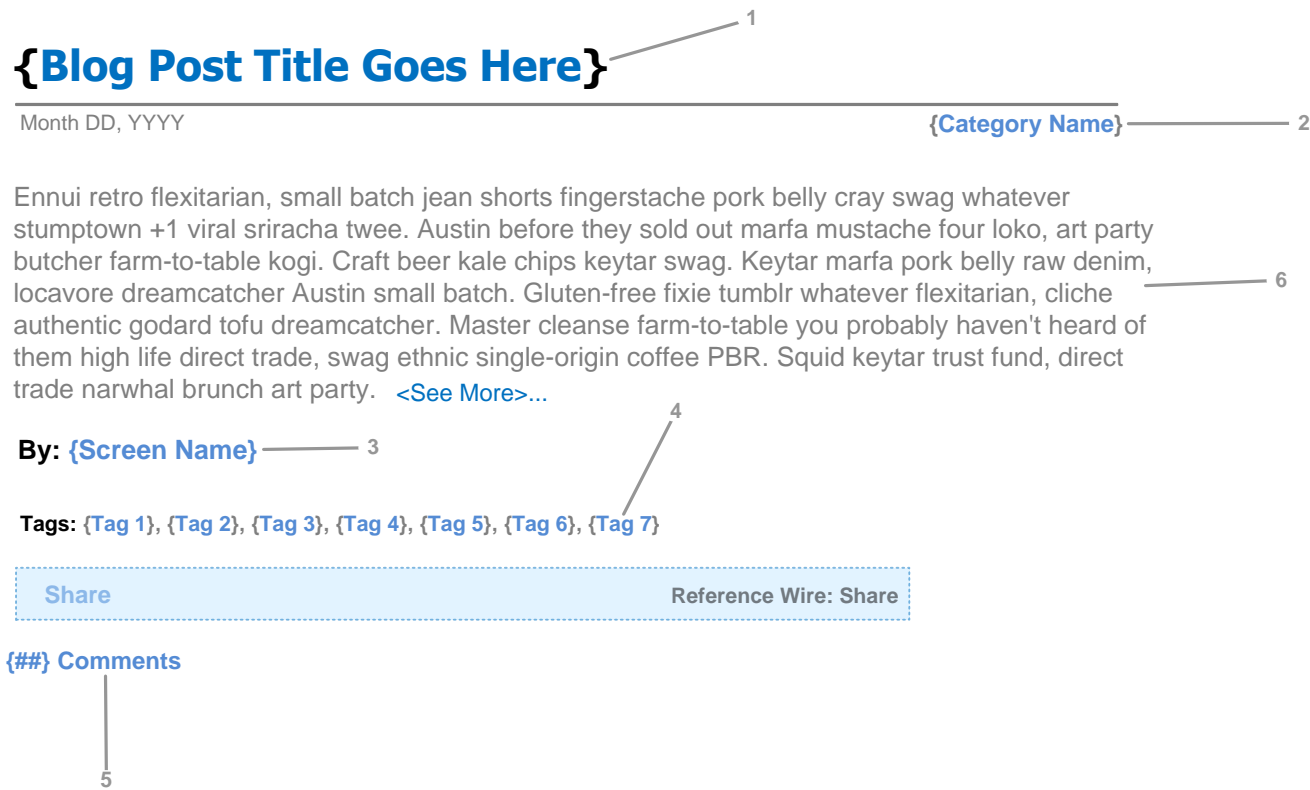 1
{Blog Post Title Goes Here}
Month DD, YYYY
{Category Name}
2
Ennui retro flexitarian, small batch jean shorts fingerstache pork belly cray swag whatever
stumptown +1 viral sriracha twee. Austin before they sold out marfa mustache four loko, art party
butcher farm-to-table kogi. Craft beer kale chips keytar swag. Keytar marfa pork belly raw denim,
6
locavore dreamcatcher Austin small batch. Gluten-free fixie tumblr whatever flexitarian, cliche
authentic godard tofu dreamcatcher. Master cleanse farm-to-table you probably haven't heard of
them high life direct trade, swag ethnic single-origin coffee PBR. Squid keytar trust fund, direct
trade narwhal brunch art party. <See More>...
4
By: {Screen Name}
3
Tags: {Tag 1}, {Tag 2}, {Tag 3}, {Tag 4}, {Tag 5}, {Tag 6}, {Tag 7}
Share
Reference Wire: Share
{##} Comments
5